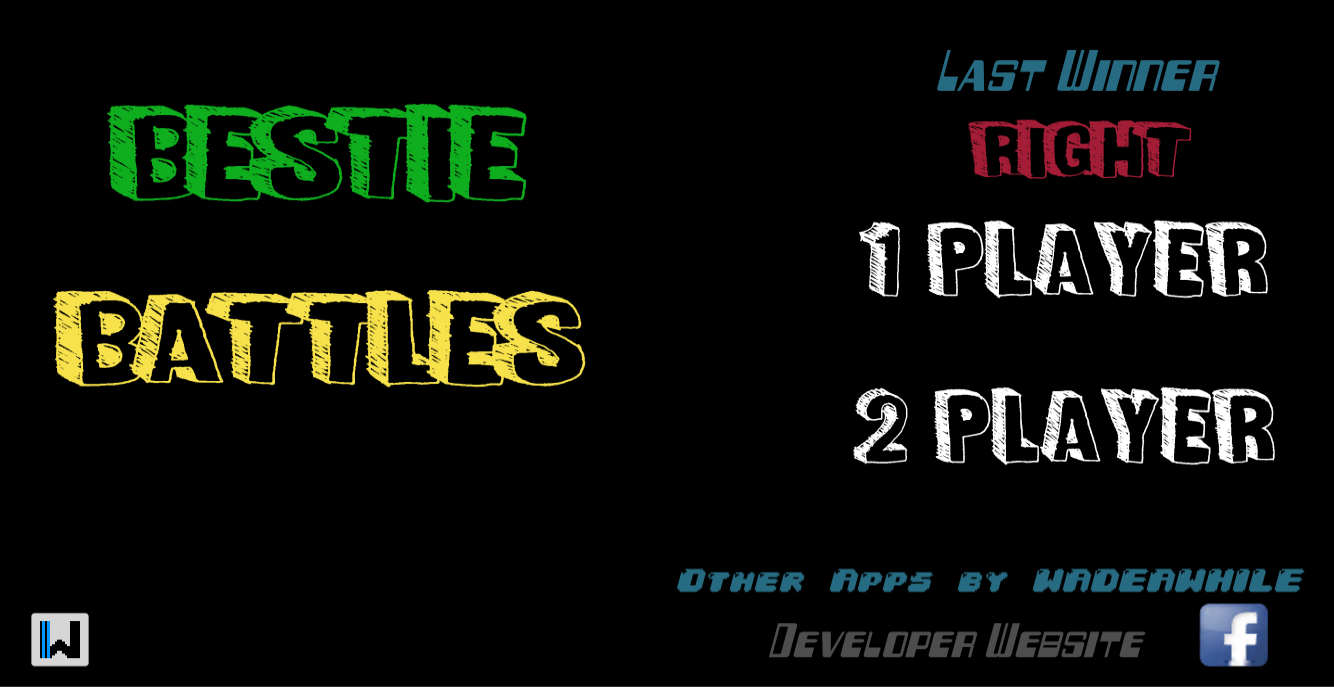 BESTIE
BATTLES
LAST WINNER
RIGHT
1 PLAYER
2 PLAYER
OTHER APPS BY WADEAWHILE
DEVELOPER WEBSITE
W
f